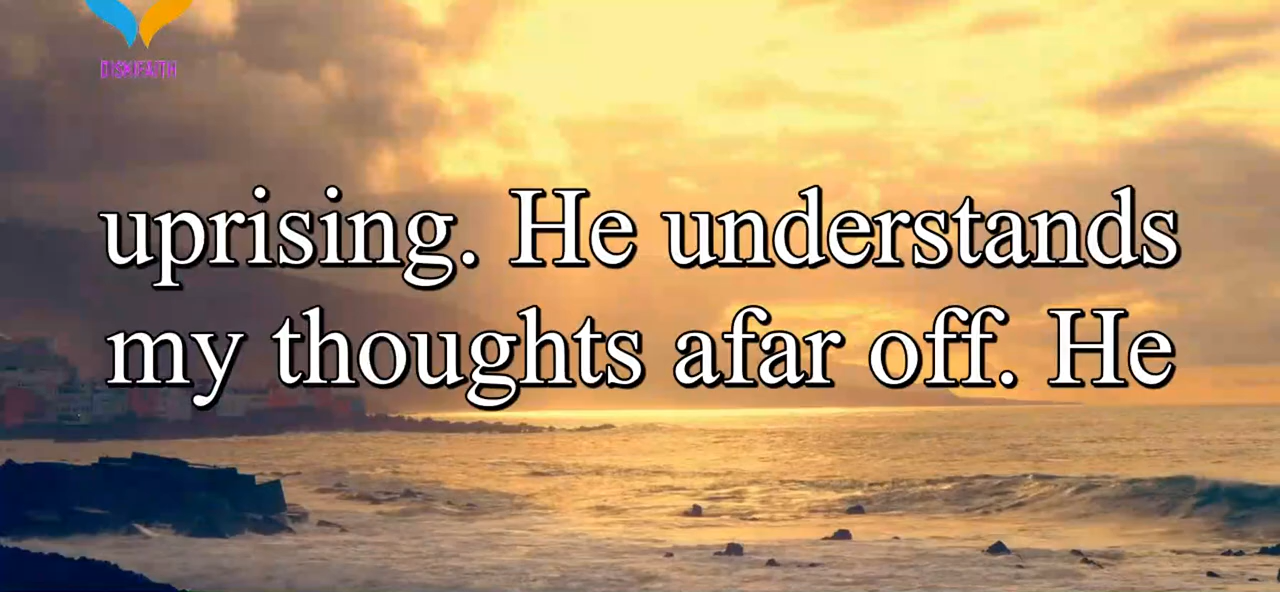 uprising. He understands
my thoughts afar off. He